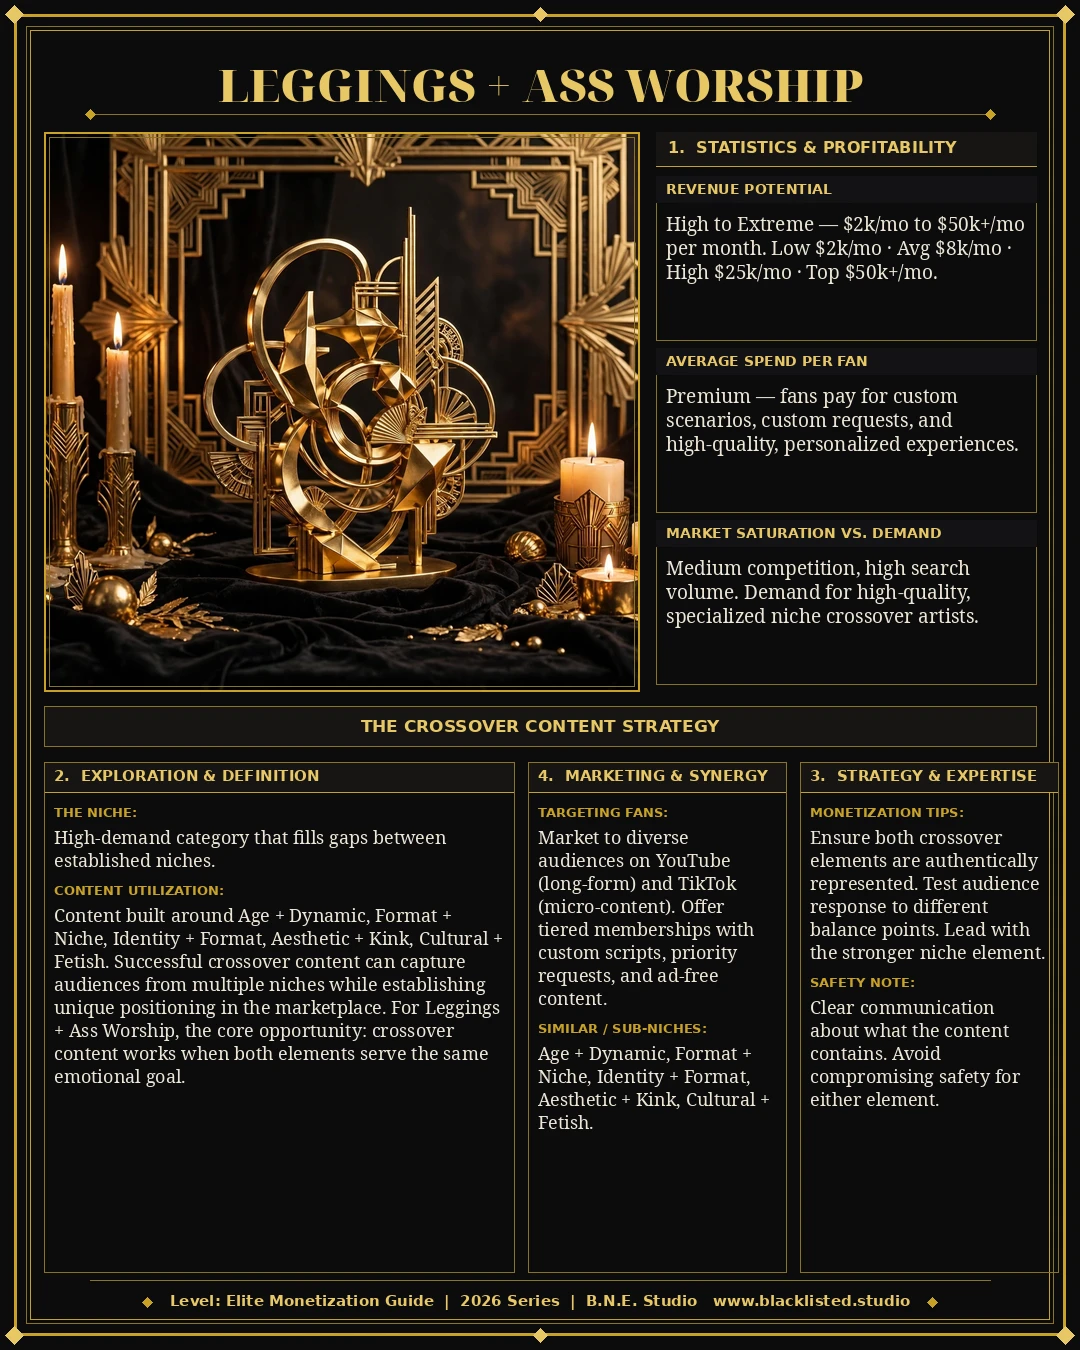 LEGGINGS + ASS WORSHIP
1. STATISTICS & PROFITABILITY
REVENUE POTENTIAL
High to Extreme — $2k/mo to $50k+/mo
per month. Low $2k/mo · Avg $8k/mo ·
High $25k/mo · Top $50k+/mo.
AVERAGE SPEND PER FAN
Premium — fans pay for custom
scenarios, custom requests, and
high-quality, personalized experiences.
MARKET SATURATION VS. DEMAND
Medium competition, high search
volume. Demand for high-quality,
specialized niche crossover artists.
THE CROSSOVER CONTENT STRATEGY
2. EXPLORATION & DEFINITION
THE NICHE:
High-demand category that fills gaps between
established niches.
CONTENT UTILIZATION:
Content built around Age + Dynamic, Format +
Niche, Identity + Format, Aesthetic + Kink, Cultural +
Fetish. Successful crossover content can capture
audiences from multiple niches while establishing
unique positioning in the marketplace. For Leggings
+ Ass Worship, the core opportunity: crossover
content works when both elements serve the same
emotional goal.
4. MARKETING & SYNERGY
TARGETING FANS:
Market to diverse
audiences on YouTube
(long-form) and TikTok
(micro-content). Offer
tiered memberships with
custom scripts, priority
requests, and ad-free
content.
SIMILAR / SUB-NICHES:
Age + Dynamic, Format +
Niche, Identity + Format,
Aesthetic + Kink, Cultural +
Fetish.
3. STRATEGY & EXPERTISE
MONETIZATION TIPS:
Ensure both crossover
elements are authentically
represented. Test audience
response to different
balance points. Lead with
the stronger niche element.
SAFETY NOTE:
Clear communication
about what the content
contains. Avoid
compromising safety for
either element.
Level: Elite Monetization Guide | 2026 Series | B.N.E. Studio www.blacklisted.studio